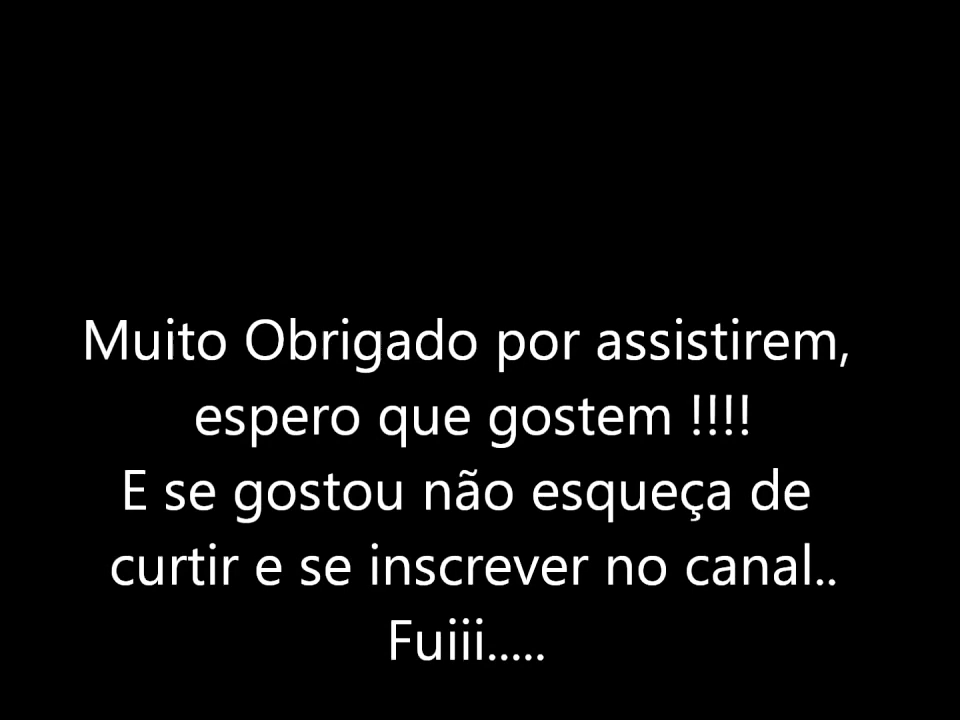 Muito Obrigado por assistirem,
espero que gostem !!!!
E se gostou não esqueça de
curtir e se inscrever no canal..
Fuiii.....